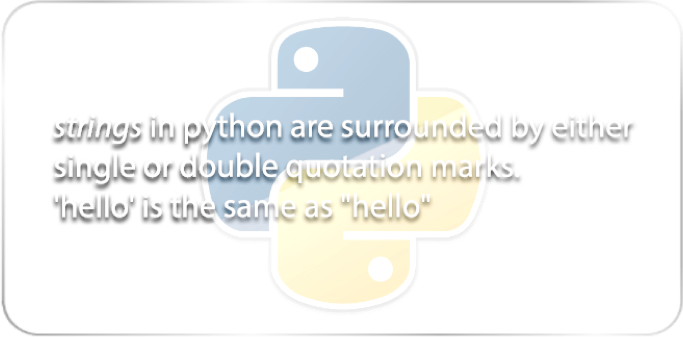 strings in python are surrounded by either
single or double quotation marks.
'hello' is the same as "hello"